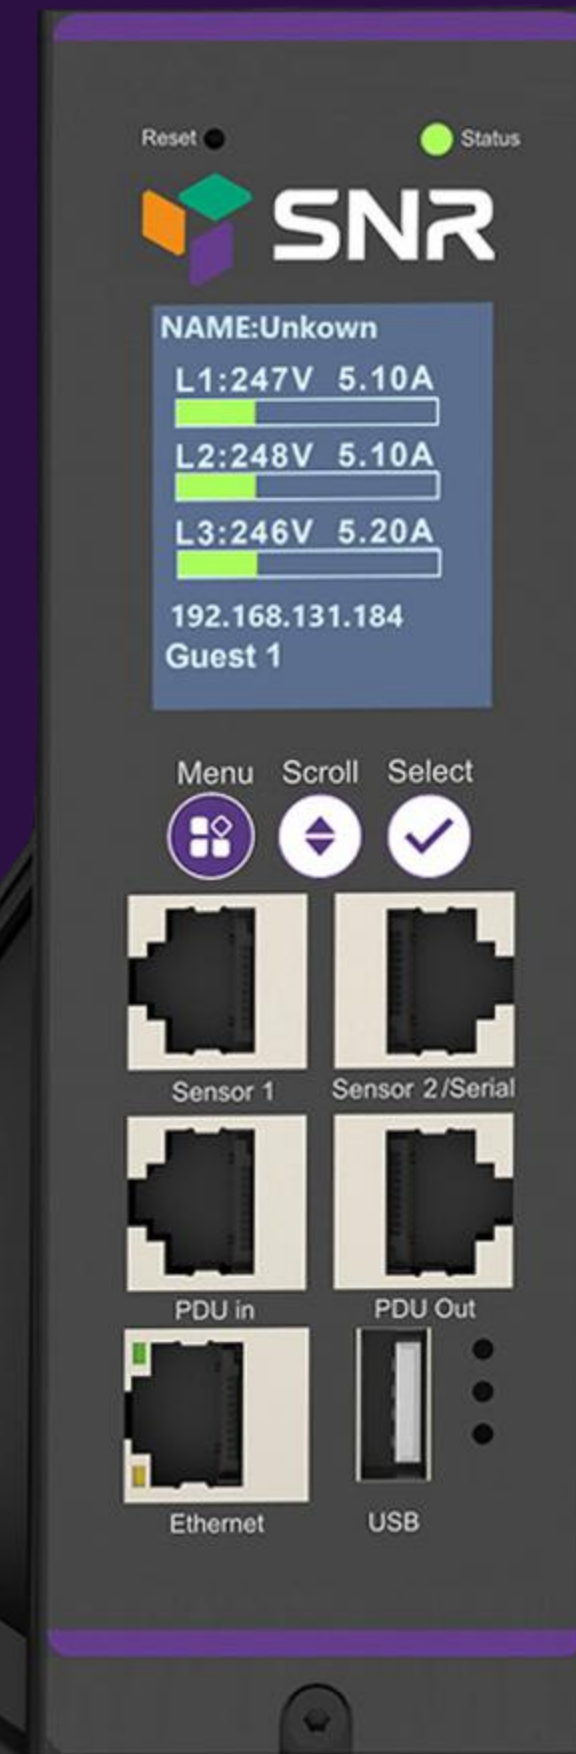 Reset Status
SNR
NAME:Unkown
L1:247V 5.10A
L2:248V 5.10A
L3:246V 5.20A
192.168.131.184
Guest 1
Menu Scroll Select
Sensor 1 Sensor 2/Serial
PDU in PDU Out
Ethernet USB